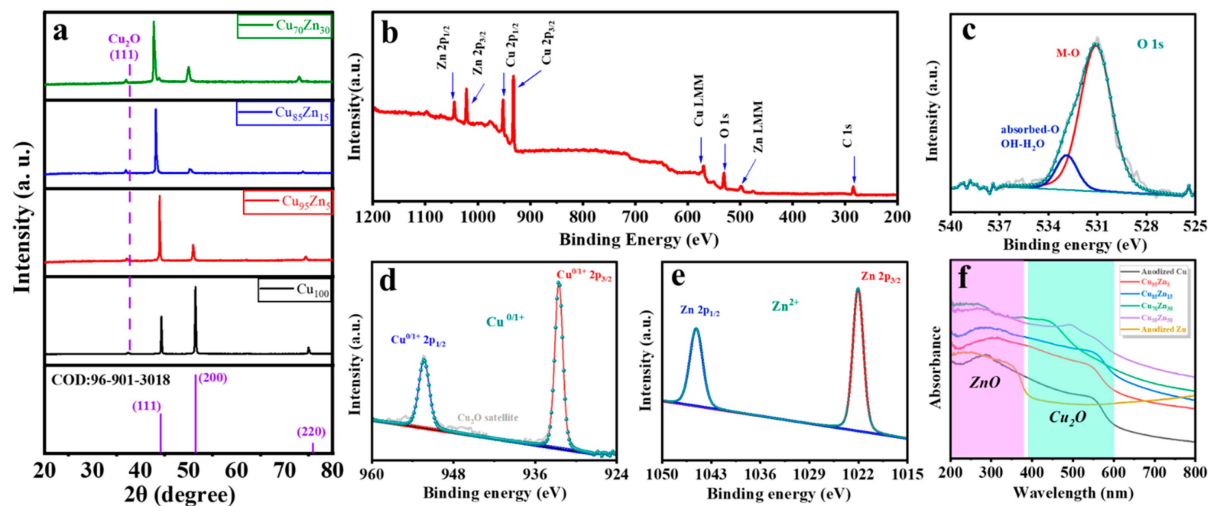 a
Cu70Zn30
Cu2O
(111)
Cu85Zn15
Cu95Zn5
Cu100
COD:96-901-3018
(200)
(111)
(220)
Intensity (a. u.)
20 30 40 50 60 70 80
2θ (degree)
b
Zn 2p1/2
Zn 2p3/2
Cu 2p1/2
Cu 2p3/2
Cu LMM
O 1s
Zn LMM
C 1s
Intensity(a.u.)
1200 1100 1000 900 800 700 600 500 400 300 200
Binding Energy (eV)
c
O 1s
M-O
absorbed-O
OH-H2O
Intensity (a.u.)
540 537 534 531 528 525
Binding energy (eV)
d
Cu0/1+ 2p3/2
Cu0/1+
Cu0/1+ 2p1/2
Cu2O satellite
Intensity (a.u.)
960 948 936 924
Binding energy (eV)
e
Zn 2p3/2
Zn 2p1/2
Zn2+
Intensity (a.u.)
1050 1043 1036 1029 1022 1015
Binding energy (eV)
f
Anodized Cu
Cu95Zn5
Cu85Zn15
Cu70Zn30
Cu50Zn50
Anodized Zn
ZnO
Cu2O
Absorbance
200 300 400 500 600 700 800
Wavelength (nm)